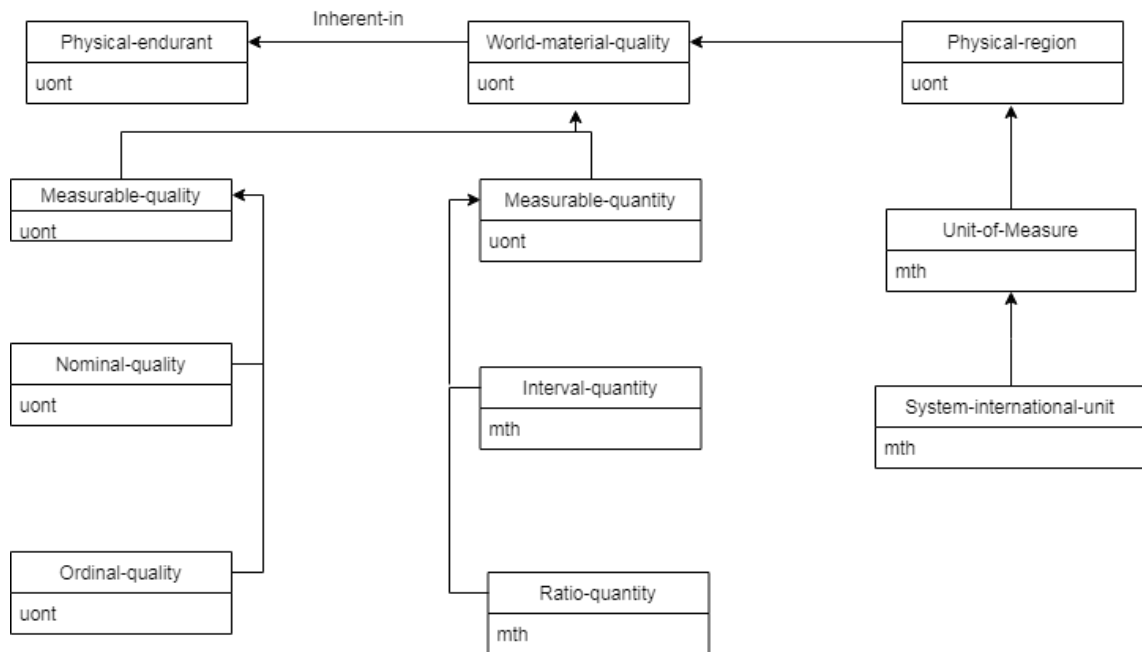 Inherent-in
Physical-endurant
uont
World-material-quality
uont
Physical-region
uont
Measurable-quality
uont
Measurable-quantity
uont
Unit-of-Measure
mth
Nominal-quality
uont
Interval-quantity
mth
System-international-unit
mth
Ordinal-quality
uont
Ratio-quantity
mth